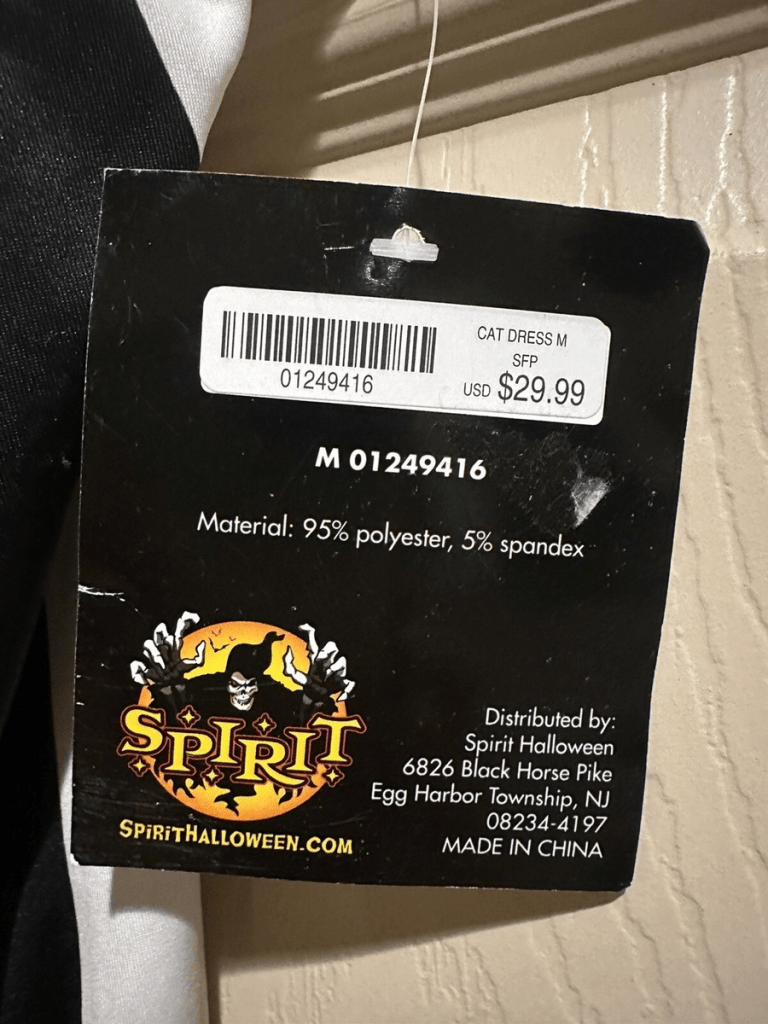 CAT DRESS M
SFP
01249416
USD $29.99
M 01249416
Material: 95% polyester, 5% spandex
SPIRIT
SPIRITHALLOWEEN.COM
Distributed by:
Spirit Halloween
6826 Black Horse Pike
Egg Harbor Township, NJ
08234-4197
MADE IN CHINA